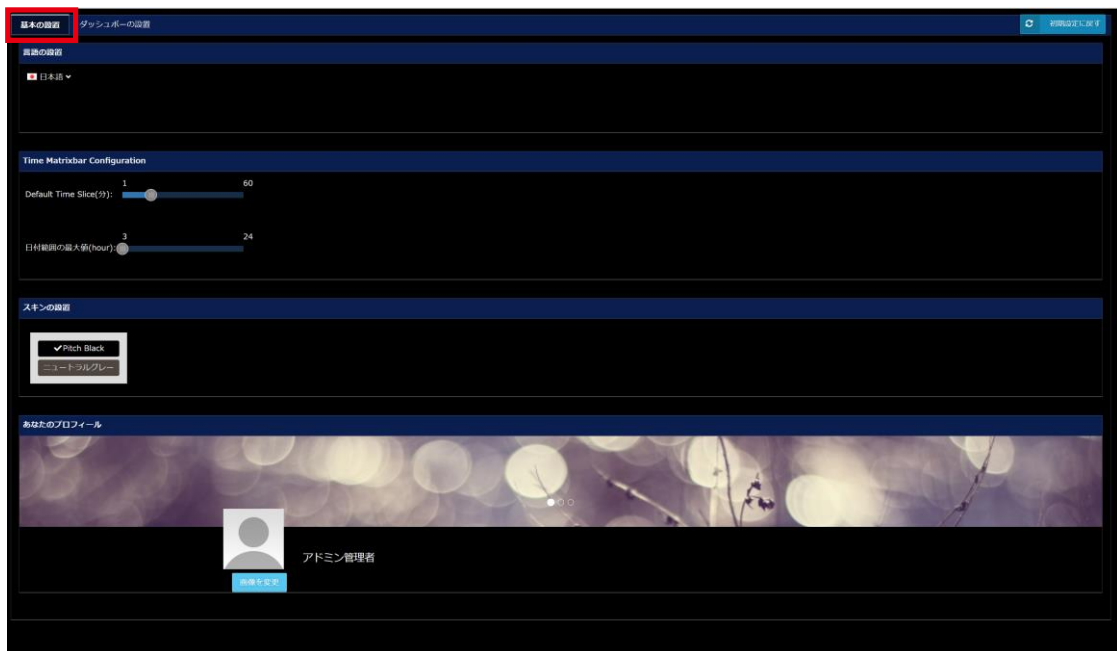 基本の設置
ダッシュボーの設置
初期設定に戻す
言語の設置
日本語
Time Matrixbar Configuration
1 60
Default Time Slice(分):
3 24
日付範囲の最大値(hour):
スキンの設置
Pitch Black
ニュートラルグレー
あなたのプロフィール
アドミン管理者
画像を変更